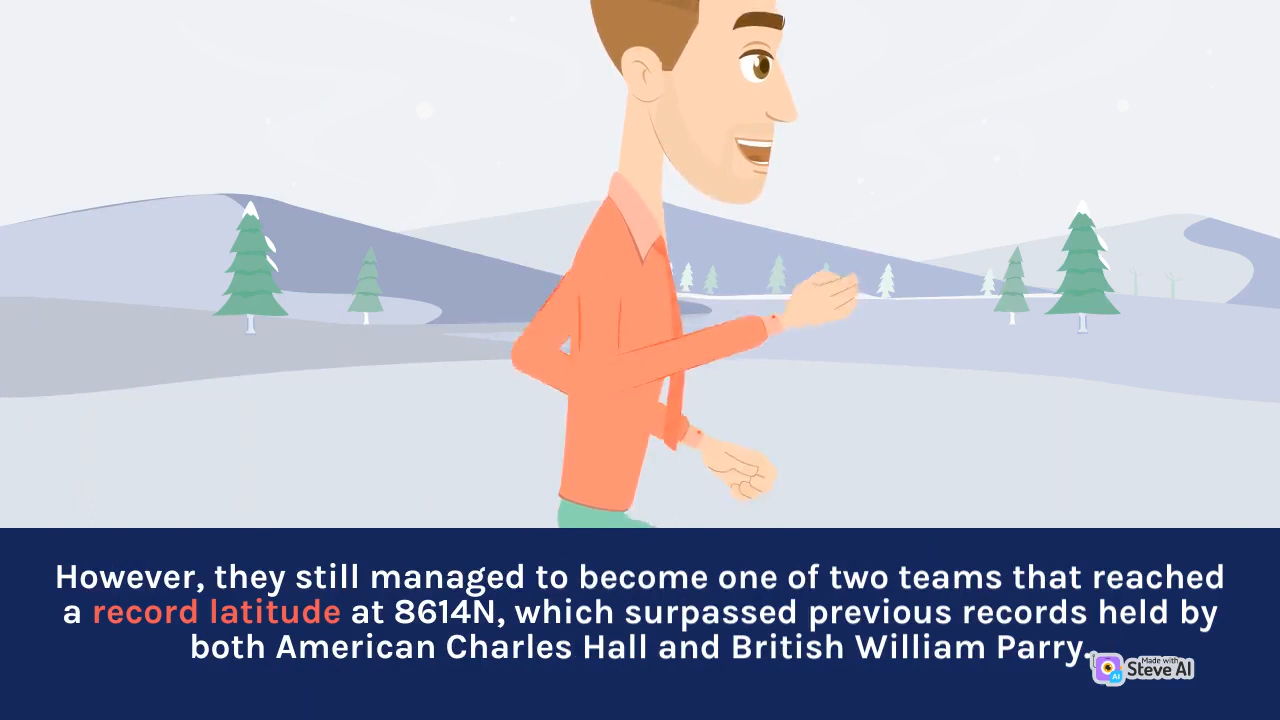 However, they still managed to become one of two teams that reached
a record latitude at 8614N, which surpassed previous records held by
both American Charles Hall and British William Parry.
Made with
Steve AI
AI